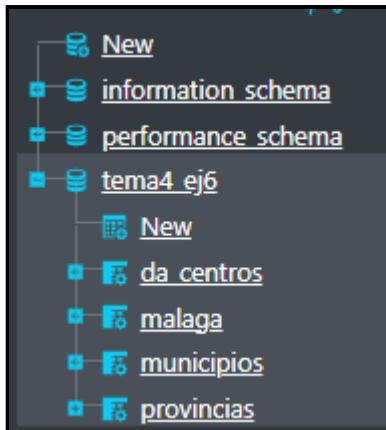 New
information_schema
performance_schema
tema4_ej6
New
da_centros
malaga
municipios
provincias